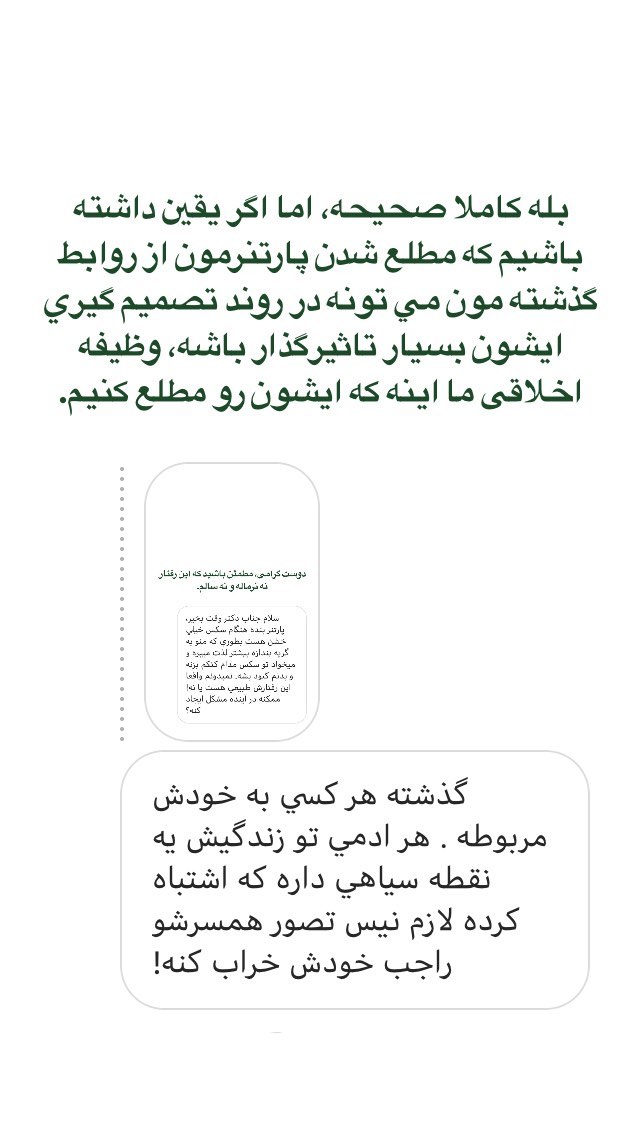 بله کاملا صحیحه، اما اگر یقین داشته
باشیم که مطلع شدن پارتنرمون از روابط
گذشته مون مي تونه در روند تصمیم گیري
ایشون بسیار تاثیرگذار باشه، وظیفه
اخلاقی ما اینه که ایشون رو مطلع کنیم.
دوست گرامی، مطمئن باشید که این رفتار
نه نرماله و نه سالم.
سلام جناب دکتر وقت بخیر،
پارتنر بنده هنگام سکس خیلي
خشن هست بطوري که منو به
گریه بندازه بیشتر لذت میبره و
میخواد تو سکس مدام کتکم بزنه
و بدنم کبود بشه. نمیدونم واقعا
این رفتارش طبیعي هست یا نه!
ممکنه در آینده مشکل ایجاد
کنه؟
گذشته هر کسي به خودش
مربوطه . هر ادمي تو زندگیش یه
نقطه سیاهي داره که اشتباه
کرده لازم نیس تصور همسرشو
راجب خودش خراب کنه!